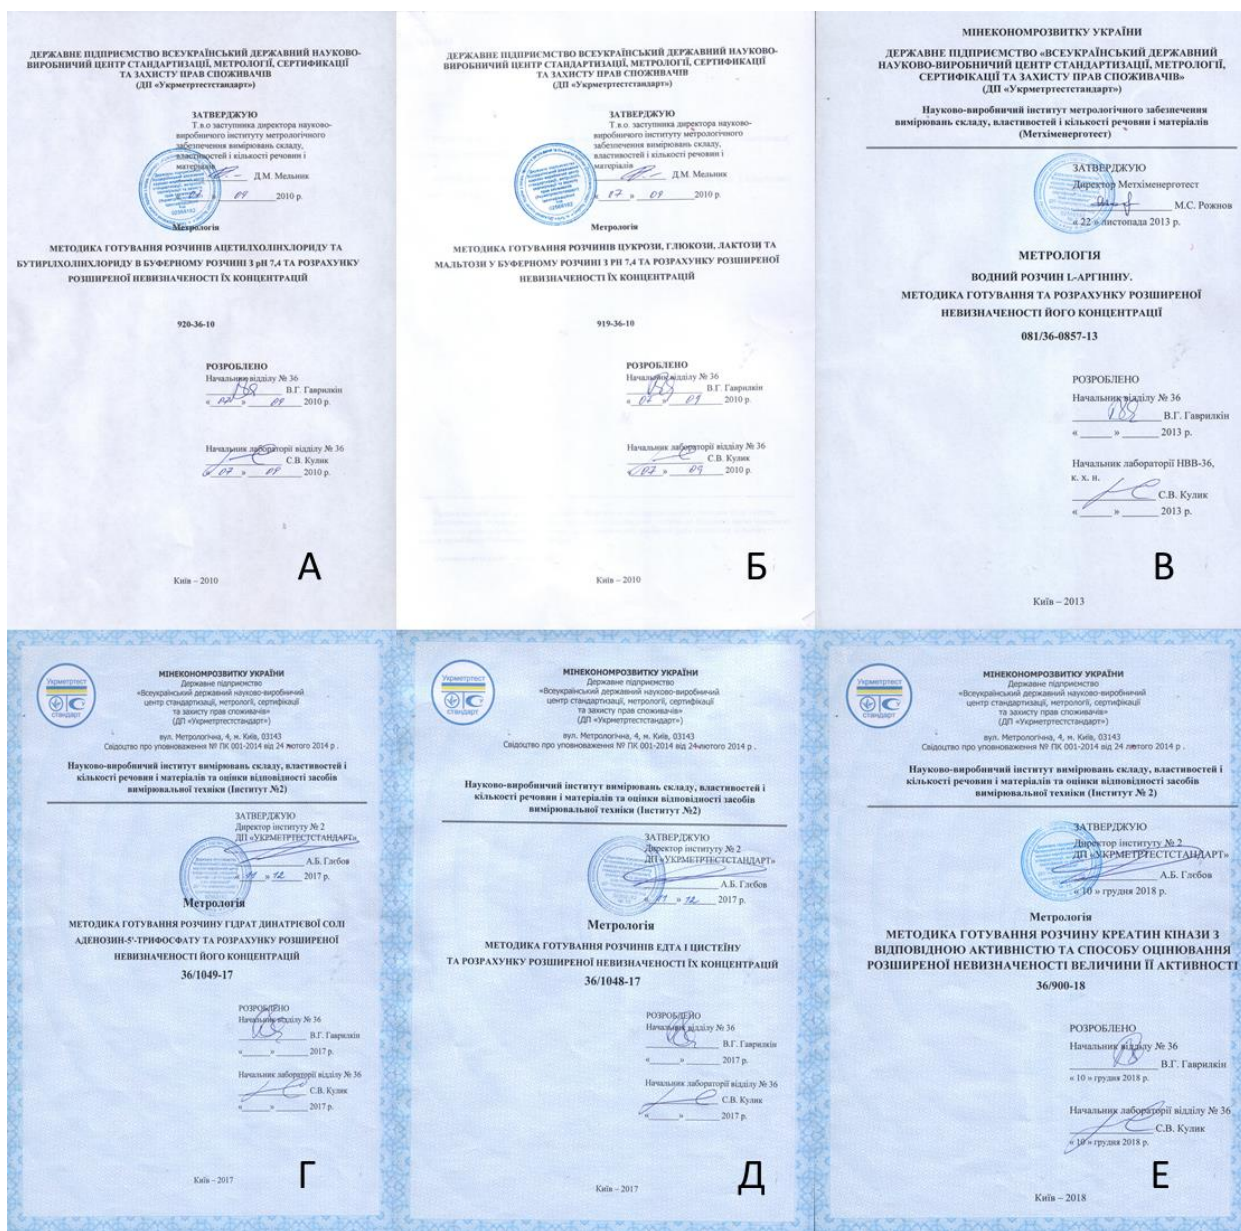 ДЕРЖАВНЕ ПІДПРИЄМСТВО ВСЕУКРАЇНСЬКИЙ ДЕРЖАВНИЙ НАУКОВО-
ВИРОБНИЧИЙ ЦЕНТР СТАНДАРТИЗАЦІЇ, МЕТРОЛОГІЇ, СЕРТИФІКАЦІЇ
ТА ЗАХИСТУ ПРАВ СПОЖИВАЧІВ
(ДП «Укрметртестстандарт»)
ЗАТВЕРДЖУЮ
Т.в.о заступника директора науково-
виробничого інституту метрологічного
забезпечення вимірювань складу,
властивостей і кількості речовин і
матеріалів
Д.М. Мельник
« 07 » 09 2010 р.
Метрологія
МЕТОДИКА ГОТУВАННЯ РОЗЧИНІВ АЦЕТИЛХОЛІНХЛОРИДУ ТА
БУТИРІЛХОЛІНХЛОРИДУ В БУФЕРНОМУ РОЗЧИНІ З рН 7,4 ТА РОЗРАХУНКУ
РОЗШИРЕНОЇ НЕВИЗНАЧЕНОСТІ ЇХ КОНЦЕНТРАЦІЙ
920-36-10
РОЗРОБЛЕНО
Начальник відділу № 36
В.Г. Гаврилкін
« 07 » 09 2010 р.
Начальник лабораторії відділу № 36
С.В. Кулик
« 07 » 09 2010 р.
Київ – 2010
А
ДЕРЖАВНЕ ПІДПРИЄМСТВО ВСЕУКРАЇНСЬКИЙ ДЕРЖАВНИЙ НАУКОВО-
ВИРОБНИЧИЙ ЦЕНТР СТАНДАРТИЗАЦІЇ, МЕТРОЛОГІЇ, СЕРТИФІКАЦІЇ
ТА ЗАХИСТУ ПРАВ СПОЖИВАЧІВ
(ДП «Укрметртестстандарт»)
ЗАТВЕРДЖУЮ
Т.в.о заступника директора науково-
виробничого інституту метрологічного
забезпечення вимірювань складу,
властивостей і кількості речовин і
матеріалів
Д.М. Мельник
« 07 » 09 2010 р.
Метрологія
МЕТОДИКА ГОТУВАННЯ РОЗЧИНІВ ЦУКРОЗИ, ГЛЮКОЗИ, ЛАКТОЗИ ТА
МАЛЬТОЗИ У БУФЕРНОМУ РОЗЧИНІ З РН 7,4 ТА РОЗРАХУНКУ РОЗШИРЕНОЇ
НЕВИЗНАЧЕНОСТІ ЇХ КОНЦЕНТРАЦІЙ
919-36-10
РОЗРОБЛЕНО
Начальник відділу № 36
В.Г. Гаврилкін
« 07 » 09 2010 р.
Начальник лабораторії відділу № 36
С.В. Кулик
« 07 » 09 2010 р.
Київ – 2010
Б
МІНЕКОНОМРОЗВИТКУ УКРАЇНИ
ДЕРЖАВНЕ ПІДПРИЄМСТВО «ВСЕУКРАЇНСЬКИЙ ДЕРЖАВНИЙ
НАУКОВО-ВИРОБНИЧИЙ ЦЕНТР СТАНДАРТИЗАЦІЇ, МЕТРОЛОГІЇ,
СЕРТИФІКАЦІЇ ТА ЗАХИСТУ ПРАВ СПОЖИВАЧІВ»
(ДП «Укрметртестстандарт»)
Науково-виробничий інститут метрологічного забезпечення
вимірювань складу, властивостей і кількості речовин і матеріалів
(Метхіменерготест)
ЗАТВЕРДЖУЮ
Директор Метхіменерготест
М.С. Рожнов
« 22 » листопада 2013 р.
МЕТРОЛОГІЯ
ВОДНИЙ РОЗЧИН L-АРГІНІНУ.
МЕТОДИКА ГОТУВАННЯ ТА РОЗРАХУНКУ РОЗШИРЕНОЇ
НЕВИЗНАЧЕНОСТІ ЙОГО КОНЦЕНТРАЦІЇ
081/36-0857-13
РОЗРОБЛЕНО
Начальник відділу № 36
В.Г. Гаврилкін
« » 2013 р.
Начальник лабораторії НВВ-36,
к. х. н.
С.В. Кулик
« » 2013 р.
Київ – 2013
В
Укрметртест
стандарт
МІНЕКОНОМРОЗВИТКУ УКРАЇНИ
Державне підприємство
«Всеукраїнський державний науково-виробничий
центр стандартизації, метрології, сертифікації
та захисту прав споживачів»
(ДП «Укрметртестстандарт»)
вул. Метрологічна, 4, м. Київ, 03143
Свідоцтво про уповноваження № ПК 001-2014 від 24 лютого 2014 р .
Науково-виробничий інститут вимірювань складу, властивостей і
кількості речовин і матеріалів та оцінки відповідності засобів
вимірювальної техніки (Інститут №2)
ЗАТВЕРДЖУЮ
Директор інституту № 2
ДП «УКРМЕТРТЕСТСТАНДАРТ»
А.Б. Глєбов
« 11 » 12 2017 р.
Метрологія
МЕТОДИКА ГОТУВАННЯ РОЗЧИНУ ГІДРАТ ДИНАТРІЄВОЇ СОЛІ
АДЕНОЗИН-5'-ТРИФОСФАТУ ТА РОЗРАХУНКУ РОЗШИРЕНОЇ
НЕВИЗНАЧЕНОСТІ ЙОГО КОНЦЕНТРАЦІЙ
36/1049-17
РОЗРОБЛЕНО
Начальник відділу № 36
В.Г. Гаврилкін
« » 2017 р.
Начальник лабораторії відділу № 36
С.В. Кулик
« » 2017 р.
Київ – 2017
Г
Укрметртест
стандарт
МІНЕКОНОМРОЗВИТКУ УКРАЇНИ
Державне підприємство
«Всеукраїнський державний науково-виробничий
центр стандартизації, метрології, сертифікації
та захисту прав споживачів»
(ДП «Укрметртестстандарт»)
вул. Метрологічна, 4, м. Київ, 03143
Свідоцтво про уповноваження № ПК 001-2014 від 24 лютого 2014 р .
Науково-виробничий інститут вимірювань складу, властивостей і
кількості речовин і матеріалів та оцінки відповідності засобів
вимірювальної техніки (Інститут №2)
ЗАТВЕРДЖУЮ
Директор інституту № 2
ДП «УКРМЕТРТЕСТСТАНДАРТ»
А.Б. Глєбов
« 11 » 12 2017 р.
Метрологія
МЕТОДИКА ГОТУВАННЯ РОЗЧИНІВ ЕДТА І ЦИСТЕЇНУ
ТА РОЗРАХУНКУ РОЗШИРЕНОЇ НЕВИЗНАЧЕНОСТІ ЇХ КОНЦЕНТРАЦІЙ
36/1048-17
РОЗРОБЛЕНО
Начальник відділу № 36
В.Г. Гаврилкін
« » 2017 р.
Начальник лабораторії відділу № 36
С.В. Кулик
« » 2017 р.
Київ – 2017
Д
Укрметртест
стандарт
МІНЕКОНОМРОЗВИТКУ УКРАЇНИ
Державне підприємство
«Всеукраїнський державний науково-виробничий
центр стандартизації, метрології, сертифікації
та захисту прав споживачів»
(ДП «Укрметртестстандарт»)
вул. Метрологічна, 4, м. Київ, 03143
Свідоцтво про уповноваження № ПК 001-2014 від 24 лютого 2014 р .
Науково-виробничий інститут вимірювань складу, властивостей і
кількості речовин і матеріалів та оцінки відповідності засобів
вимірювальної техніки (Інститут № 2)
ЗАТВЕРДЖУЮ
Директор інституту № 2
ДП «УКРМЕТРТЕСТСТАНДАРТ»
А.Б. Глєбов
« 10 » грудня 2018 р.
Метрологія
МЕТОДИКА ГОТУВАННЯ РОЗЧИНУ КРЕАТИН КІНАЗИ З
ВІДПОВІДНОЮ АКТИВНІСТЮ ТА СПОСОБУ ОЦІНЮВАННЯ
РОЗШИРЕНОЇ НЕВИЗНАЧЕНОСТІ ВЕЛИЧИНИ ЇЇ АКТИВНОСТІ
36/900-18
РОЗРОБЛЕНО
Начальник відділу № 36
В.Г. Гаврилкін
« 10 » грудня 2018 р.
Начальник лабораторії відділу № 36
С.В. Кулик
« 10 » грудня 2018 р.
Київ – 2018
Е